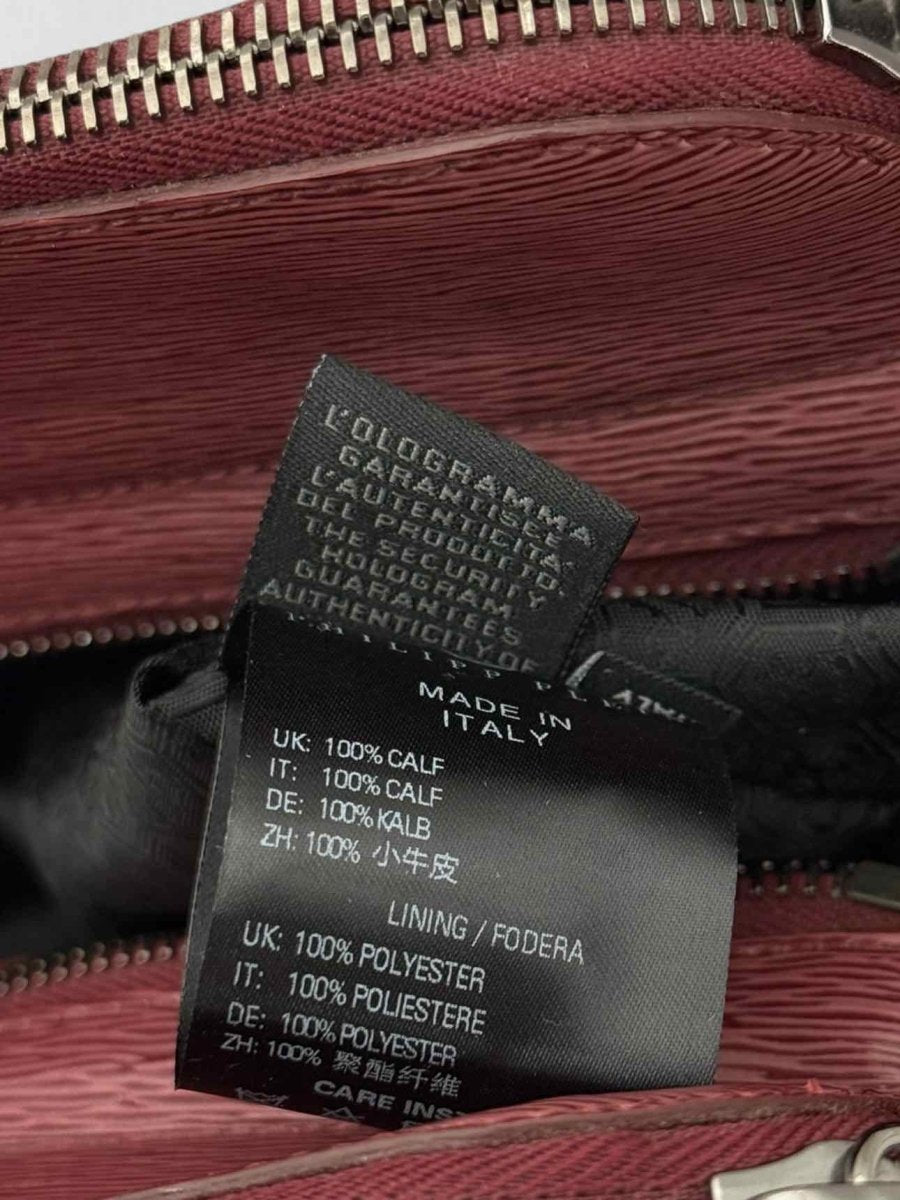 L'OLOGRAMMA
GARANTISCE
L'AUTENTICITA'
DEL PRODOTTO.
THE SECURITY
HOLOGRAM
GUARANTEES
AUTHENTICITY OF
PHILIPP
MADE IN
ITALY
UK: 100% CALF
IT: 100% CALF
DE: 100% KALB
ZH: 100% 小牛皮
LINING / FODERA
UK: 100% POLYESTER
IT: 100% POLIESTERE
DE: 100% POLYESTER
ZH: 100% 聚酯纤维
CARE